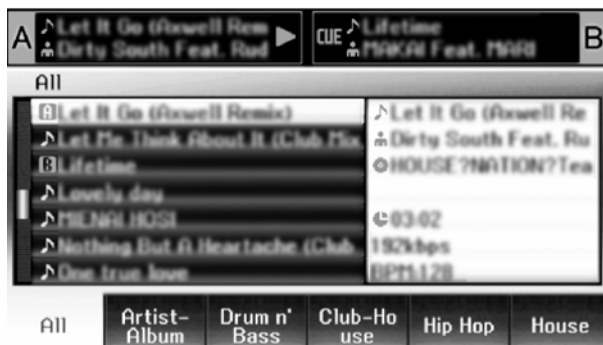 A
Let It Go (Axwell Rem
Dirty South Feat. Rud
CUE
Lifetime
MAKAI Feat. MARI
B
All
A Let It Go (Axwell Remix)
Let Me Think About It (Club Mix
B Lifetime
Lovely day
MIENAI HOSI
Nothing But A Heartache (Club
One true love
Let It Go (Axwell Re
Dirty South Feat. Ru
HOUSE?NATION?Tea
03:02
192kbps
BPM:128
All
Artist-
Album
Drum n'
Bass
Club-Ho
use
Hip Hop
House